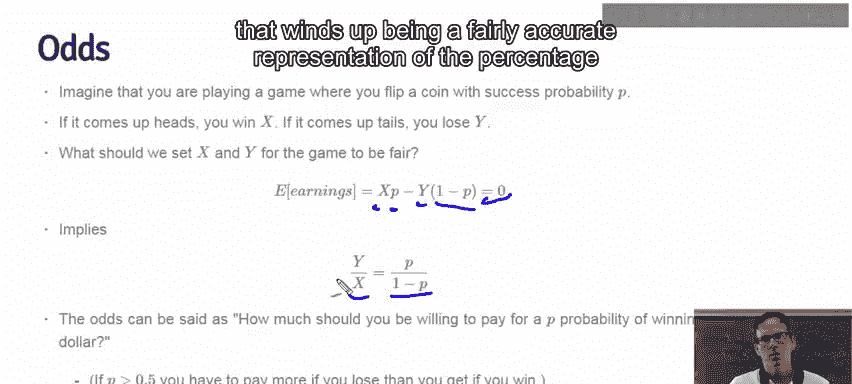 that winds up being a fairly accurate
representation of the percentage
Odds
· Imagine that you are playing a game where you flip a coin with success probability p.
· If it comes up heads, you win X. If it comes up tails, you lose Y.
· What should we set X and Y for the game to be fair?
E[earnings] = Xp − Y(1 − p) = 0
· Implies
Y/X = p/(1 − p)
· The odds can be said as "How much should you be willing to pay for a p probability of
dollar?"
- (If p > 0.5 you have to pay more if you lose than you get if you win.)